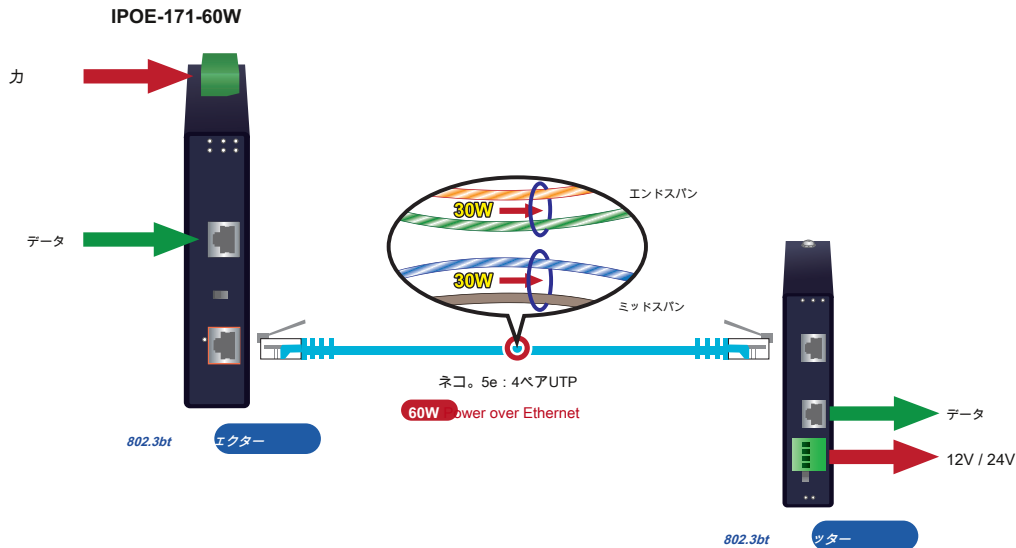 IPOE-171-60W
力
データ
30W
エンドスパン
30W
ミッドスパン
ネコ。5e：4ペアUTP
60W Power over Ethernet
802.3bt
ェクター
データ
12V / 24V
802.3bt
ッター